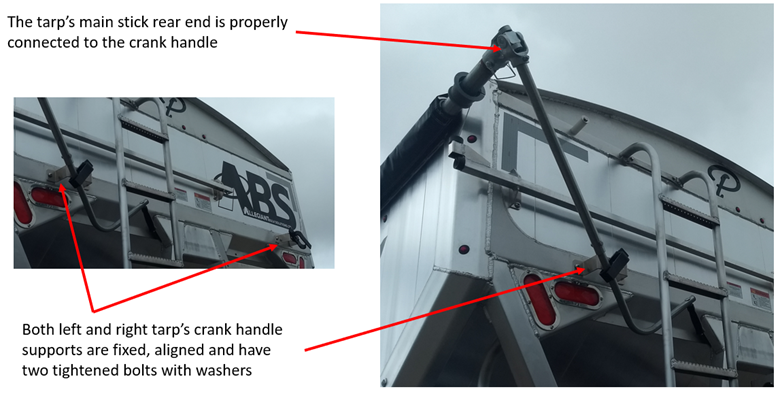 The tarp's main stick rear end is properly
connected to the crank handle
ABS
Both left and right tarp's crank handle
supports are fixed, aligned and have
two tightened bolts with washers